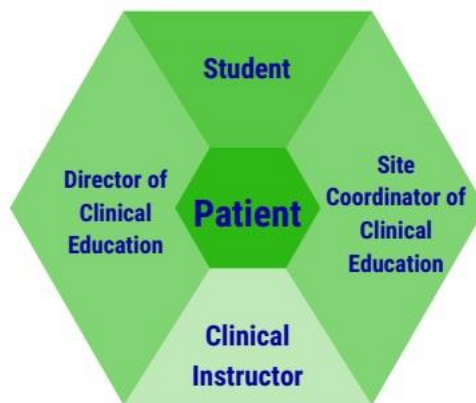 Student
Director of
Clinical
Education
Patient
Site
Coordinator of
Clinical
Education
Clinical
Instructor